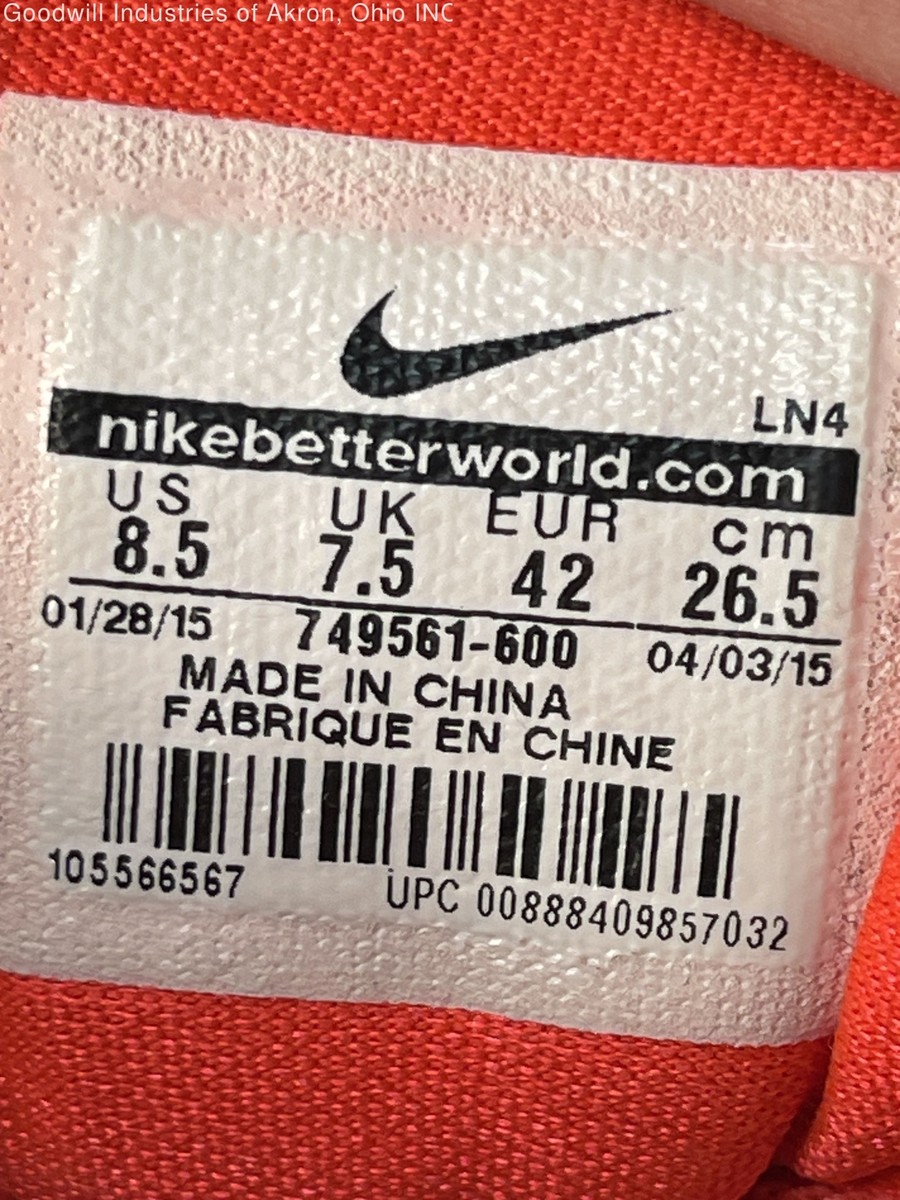 Goodwill Industries of Akron, Ohio INC
LN4
nikebetterworld.com
US UK EUR cm
8.5 7.5 42 26.5
01/28/15 749561-600 04/03/15
MADE IN CHINA
FABRIQUE EN CHINE
105566567 UPC 00888409857032